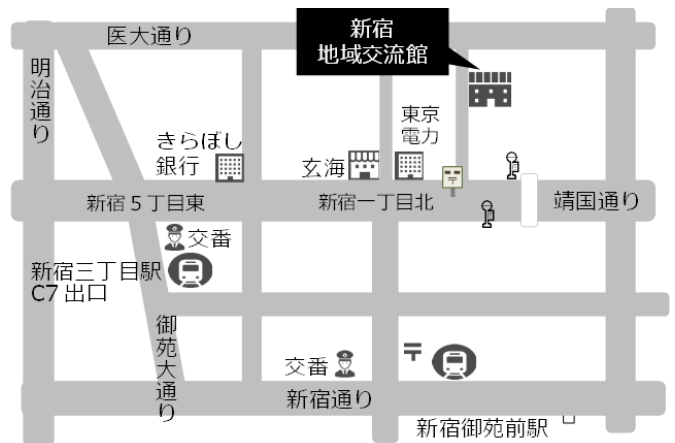 医大通り
新宿
地域交流館
明治通り
きらぼし
銀行
玄海
東京
電力
〒
新宿5丁目東
新宿一丁目北
靖国通り
交番
新宿三丁目駅
C7出口
御苑大通り
交番
〒
新宿通り
新宿御苑前駅